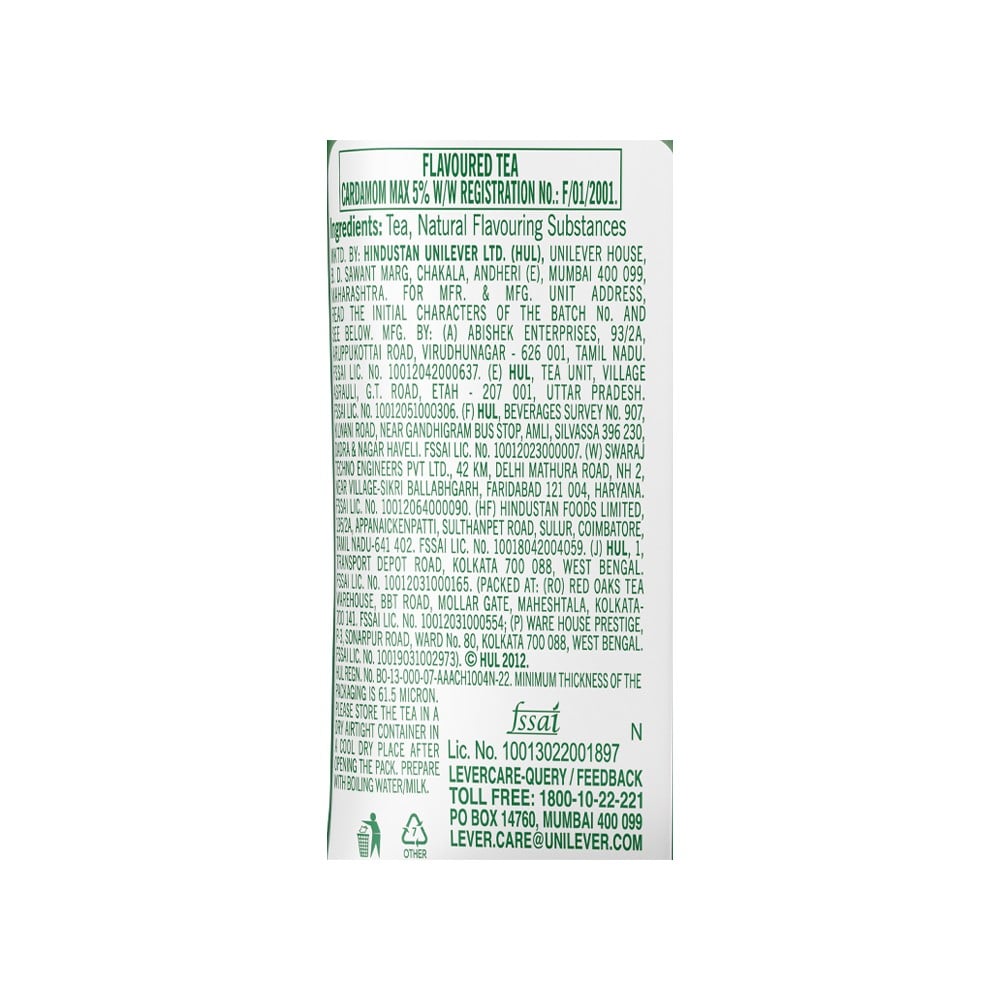 FLAVOURED TEA
CARDAMOM MAX 5% W/W REGISTRATION No.: F/01/2001.
Ingredients: Tea, Natural Flavouring Substances
MKTD. BY: HINDUSTAN UNILEVER LTD. (HUL), UNILEVER HOUSE,
B. D. SAWANT MARG, CHAKALA, ANDHERI (E), MUMBAI 400 099,
MAHARASHTRA. FOR MFR. & MFG. UNIT ADDRESS,
READ THE INITIAL CHARACTERS OF THE BATCH No. AND
SEE BELOW. MFG. BY: (A) ABISHEK ENTERPRISES, 93/2A,
ARUPPUKOTTAI ROAD, VIRUDHUNAGAR - 626 001, TAMIL NADU.
FSSAI LIC. No. 10012042000637. (E) HUL, TEA UNIT, VILLAGE
ASRAULI, G.T. ROAD, ETAH - 207 001, UTTAR PRADESH.
FSSAI LIC. No. 10012051000306. (F) HUL, BEVERAGES SURVEY No. 907,
KUVANI ROAD, NEAR GANDHIGRAM BUS STOP, AMLI, SILVASSA 396 230,
DADRA & NAGAR HAVELI. FSSAI LIC. No. 10012023000007. (W) SWARAJ
TECHNO ENGINEERS PVT LTD., 42 KM, DELHI MATHURA ROAD, NH 2,
NEAR VILLAGE-SIKRI BALLABHGARH, FARIDABAD 121 004, HARYANA.
FSSAI LIC. No. 10012064000090. (HF) HINDUSTAN FOODS LIMITED,
APPANAICKENPATTI, SULTHANPET ROAD, SULUR, COIMBATORE,
TAMIL NADU-641 402. FSSAI LIC. No. 10018042004059. (J) HUL, 1,
TRANSPORT DEPOT ROAD, KOLKATA 700 088, WEST BENGAL.
FSSAI LIC. No. 10012031000165. (PACKED AT: (RO) RED OAKS TEA
WAREHOUSE, BBT ROAD, MOLLAR GATE, MAHESHTALA, KOLKATA-
700 141. FSSAI LIC. No. 10012031000554; (P) WARE HOUSE PRESTIGE,
P-3, SONARPUR ROAD, WARD No. 80, KOLKATA 700 088, WEST BENGAL.
FSSAI LIC. No. 10019031002973). © HUL 2012.
HUL REGN. No. BO-13-000-07-AAACH1004N-22. MINIMUM THICKNESS OF THE
PACKAGING IS 61.5 MICRON.
PLEASE STORE THE TEA IN A
DRY AIRTIGHT CONTAINER IN
A COOL DRY PLACE AFTER
OPENING THE PACK. PREPARE
WITH BOILING WATER/MILK.
fssai
N
Lic. No. 10013022001897
LEVERCARE-QUERY / FEEDBACK
TOLL FREE: 1800-10-22-221
PO BOX 14760, MUMBAI 400 099
LEVER.CARE@UNILEVER.COM
7
OTHER